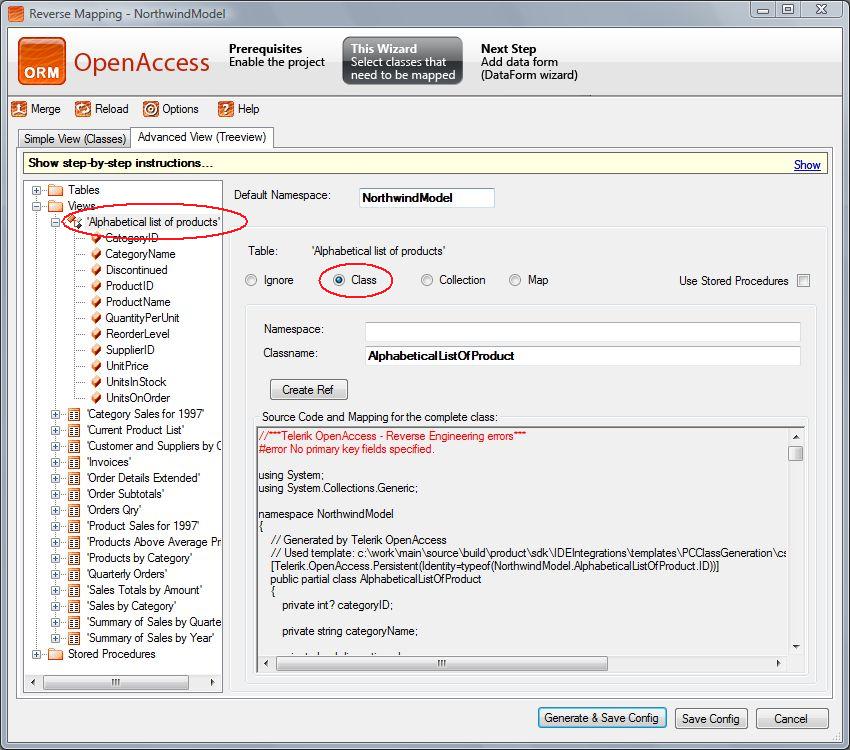 Reverse Mapping - NorthwindModel
ORM
OpenAccess
Prerequisites
Enable the project
This Wizard
Select classes that
need to be mapped
Next Step
Add data form
(DataForm wizard)
Merge
Reload
Options
Help
Simple View (Classes)
Advanced View (Treeview)
Show step-by-step instructions...
Show
Tables
Views
'Alphabetical list of products'
CategoryID
CategoryName
Discontinued
ProductID
ProductName
QuantityPerUnit
ReorderLevel
SupplierID
UnitPrice
UnitsInStock
UnitsOnOrder
'Category Sales for 1997'
'Current Product List'
'Customer and Suppliers by C
'Invoices'
'Order Details Extended'
'Order Subtotals'
'Orders Qry'
'Product Sales for 1997'
'Products Above Average Pr
'Products by Category'
'Quarterly Orders'
'Sales Totals by Amount'
'Sales by Category'
'Summary of Sales by Quarte
'Summary of Sales by Year'
Stored Procedures
Default Namespace:
NorthwindModel
Table:
'Alphabetical list of products'
Ignore
Class
Collection
Map
Use Stored Procedures
Namespace:
Classname:
AlphabeticalListOfProduct
Create Ref
Source Code and Mapping for the complete class:
//***Telerik OpenAccess - Reverse Engineering errors***
#error No primary key fields specified.
using System;
using System.Collections.Generic;
namespace NorthwindModel
{
// Generated by Telerik OpenAccess
// Used template: c:\work\main\source\build\product\sdk\IDEIntegrations\templates\PCClassGeneration\cs
[Telerik.OpenAccess.Persistent(Identity=typeof(NorthwindModel.AlphabeticalListOfProduct.ID))]
public partial class AlphabeticalListOfProduct
{
private int? categoryID;
private string categoryName;
Generate & Save Config
Save Config
Cancel